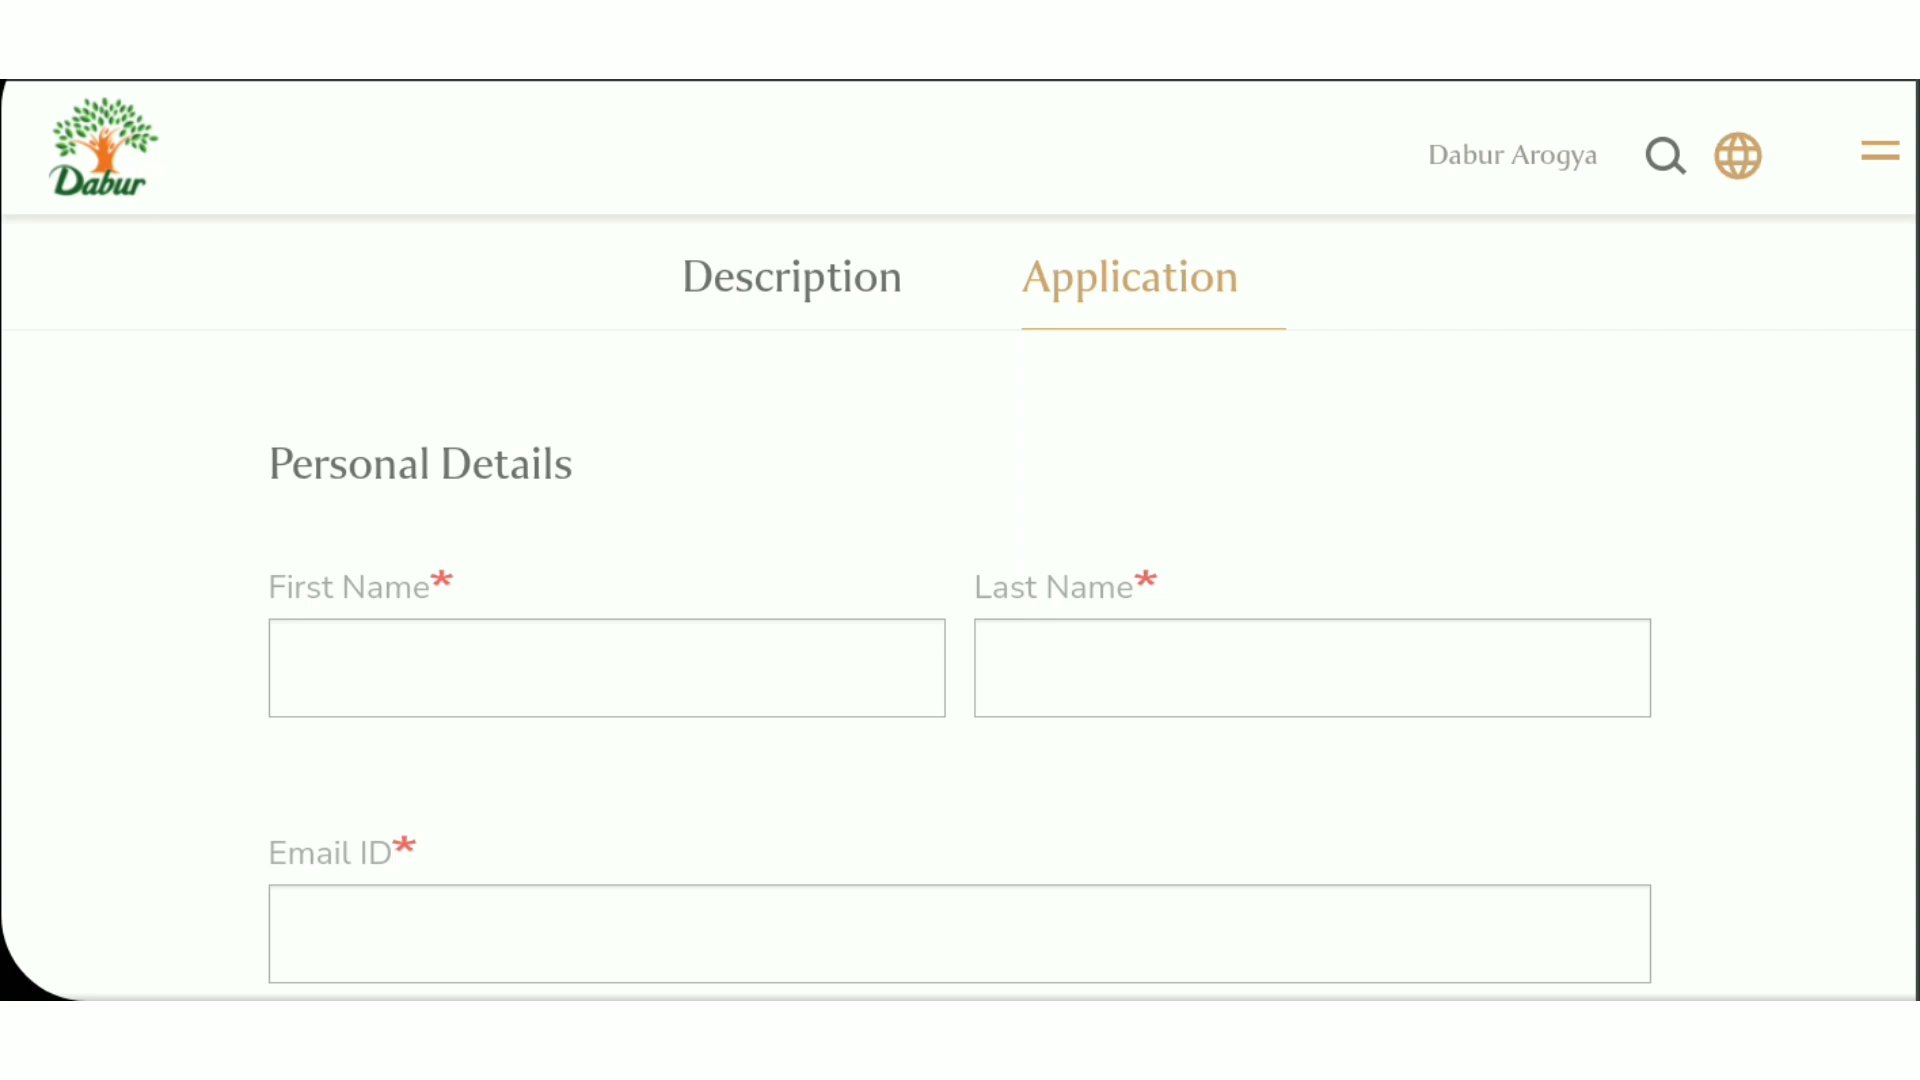 Dabur
Dabur Arogya
Description Application
Personal Details
First Name* Last Name*
Email ID*